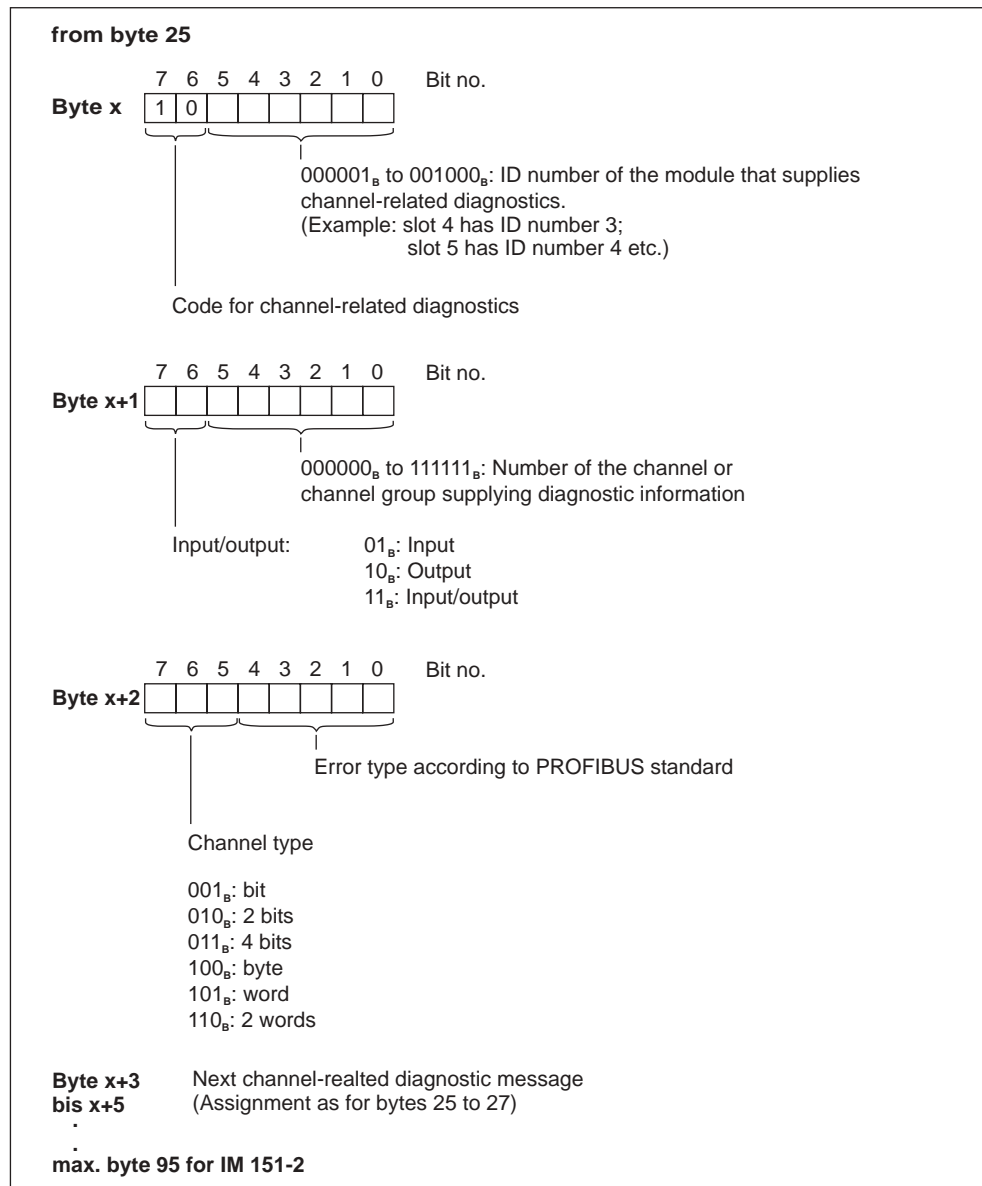 from byte 25
7 6 5 4 3 2 1 0 Bit no.
Byte x 1 0
000001B to 001000B: ID number of the module that supplies
channel-related diagnostics.
(Example: slot 4 has ID number 3;
slot 5 has ID number 4 etc.)
Code for channel-related diagnostics
7 6 5 4 3 2 1 0 Bit no.
Byte x+1
000000B to 111111B: Number of the channel or
channel group supplying diagnostic information
Input/output: 01B: Input
10B: Output
11B: Input/output
7 6 5 4 3 2 1 0 Bit no.
Byte x+2
Error type according to PROFIBUS standard
Channel type
001B: bit
010B: 2 bits
011B: 4 bits
100B: byte
101B: word
110B: 2 words
Byte x+3 Next channel-realted diagnostic message
bis x+5 (Assignment as for bytes 25 to 27)
.
.
max. byte 95 for IM 151-2